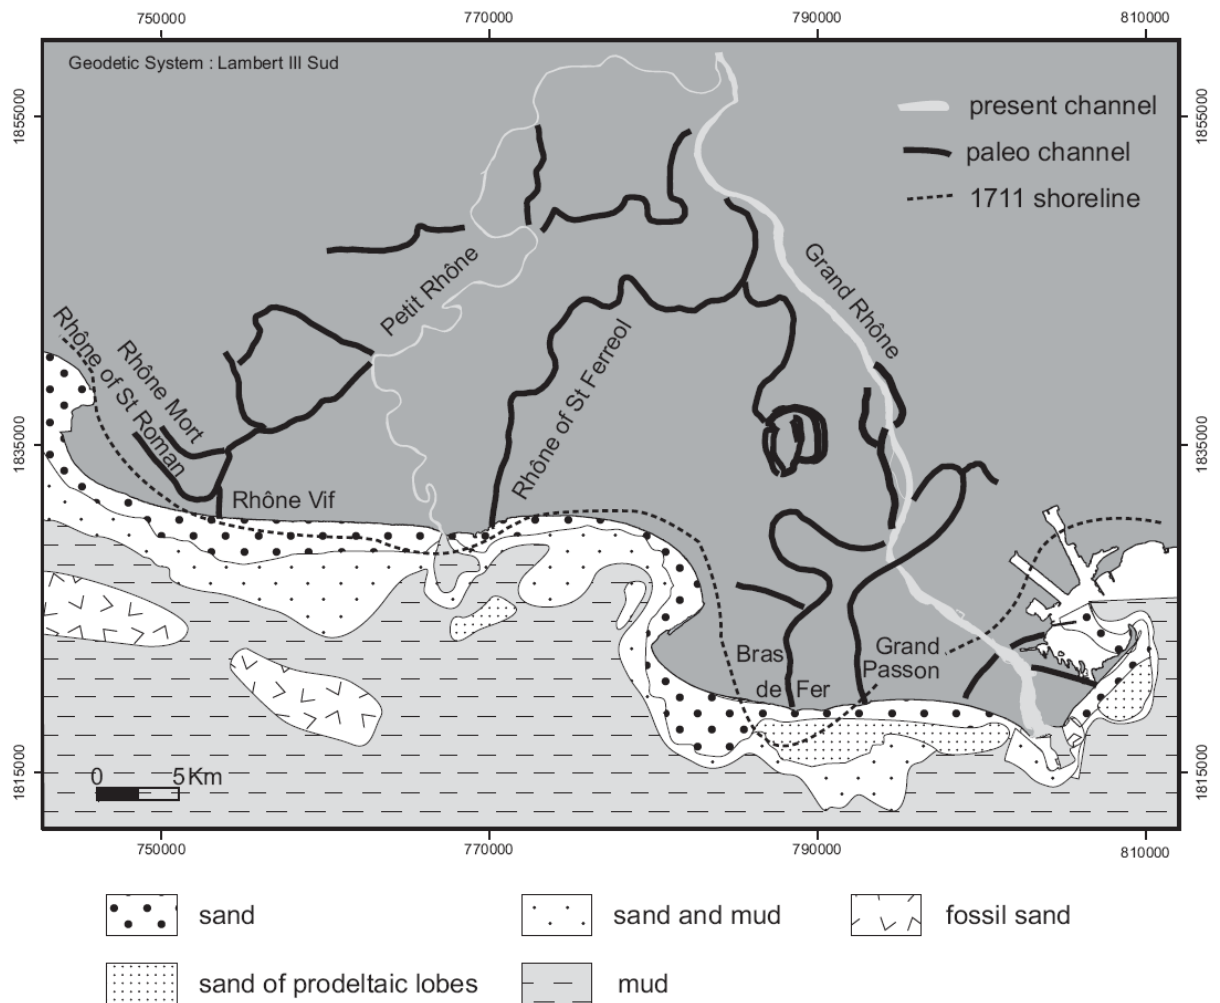 750000 770000 790000 810000
Geodetic System : Lambert III Sud
1855000
1855000
present channel
paleo channel
1711 shoreline
Petit Rhône
Grand Rhône
Rhône of St Roman
Rhône Mort
Rhône of St Ferreol
1835000
1835000
Rhône Vif
Grand
Passon
Bras
de Fer
1815000
1815000
0 5Km
750000 770000 790000 810000
sand sand and mud fossil sand
sand of prodeltaic lobes mud